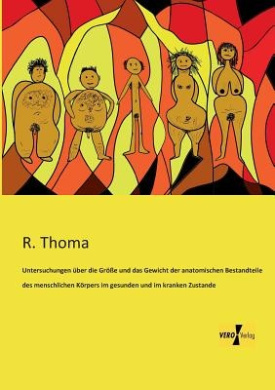 R. Thoma
Untersuchungen über die Größe und das Gewicht der anatomischen Bestandteile
des menschlichen Körpers im gesunden und im kranken Zustande
VERO Verlag